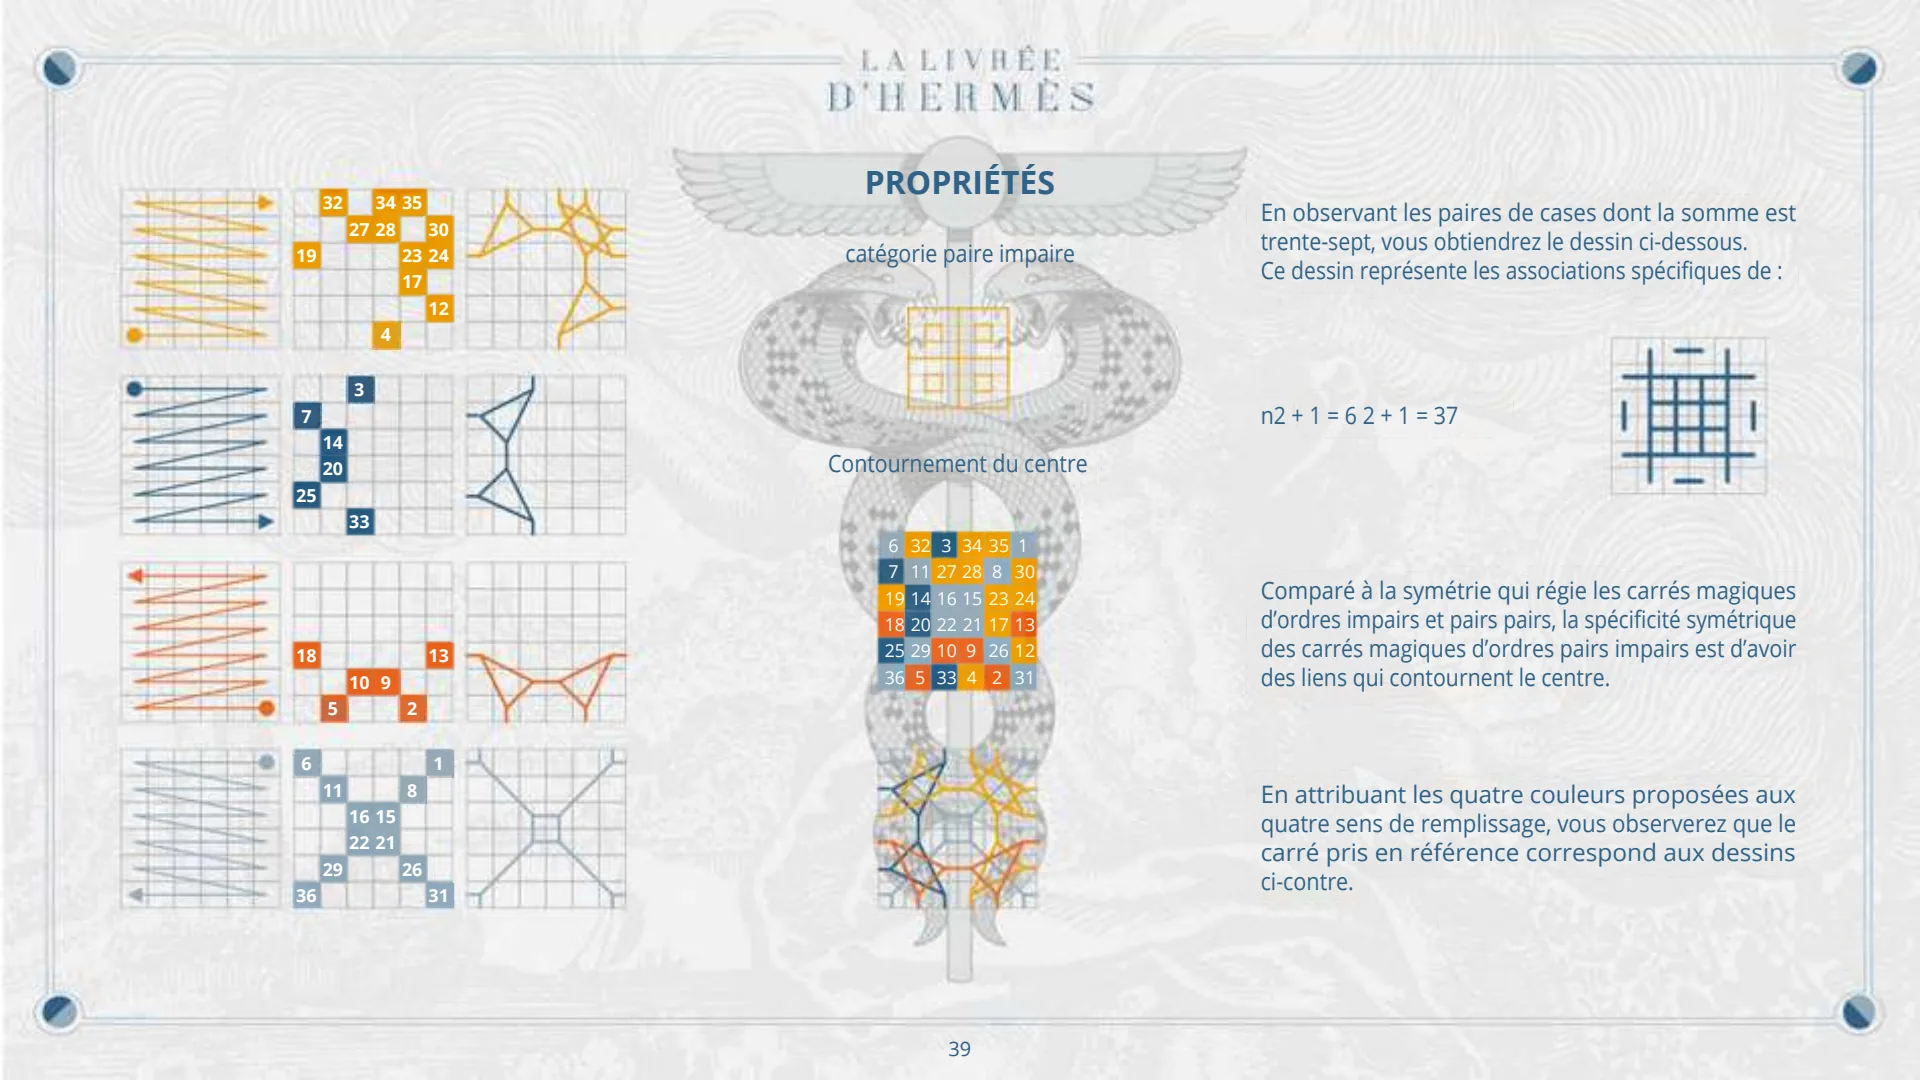 LA LIVRÉE
D'HERMÈS
PROPRIÉTÉS
catégorie paire impaire
Contournement du centre
32 34 35
27 28 30
19 23 24
17
12
4
3
7
14
20
25
33
18 13
10 9
5 2
6 1
11 8
16 15
22 21
29 26
36 31
6 32 3 34 35 1
7 11 27 28 8 30
19 14 16 15 23 24
18 20 22 21 17 13
25 29 10 9 26 12
36 5 33 4 2 31
En observant les paires de cases dont la somme est
trente-sept, vous obtiendrez le dessin ci-dessous.
Ce dessin représente les associations spécifiques de :
n2 + 1 = 6 2 + 1 = 37
Comparé à la symétrie qui régie les carrés magiques
d’ordres impairs et pairs pairs, la spécificité symétrique
des carrés magiques d’ordres pairs impairs est d’avoir
des liens qui contournent le centre.
En attribuant les quatre couleurs proposées aux
quatre sens de remplissage, vous observerez que le
carré pris en référence correspond aux dessins
ci-contre.
39